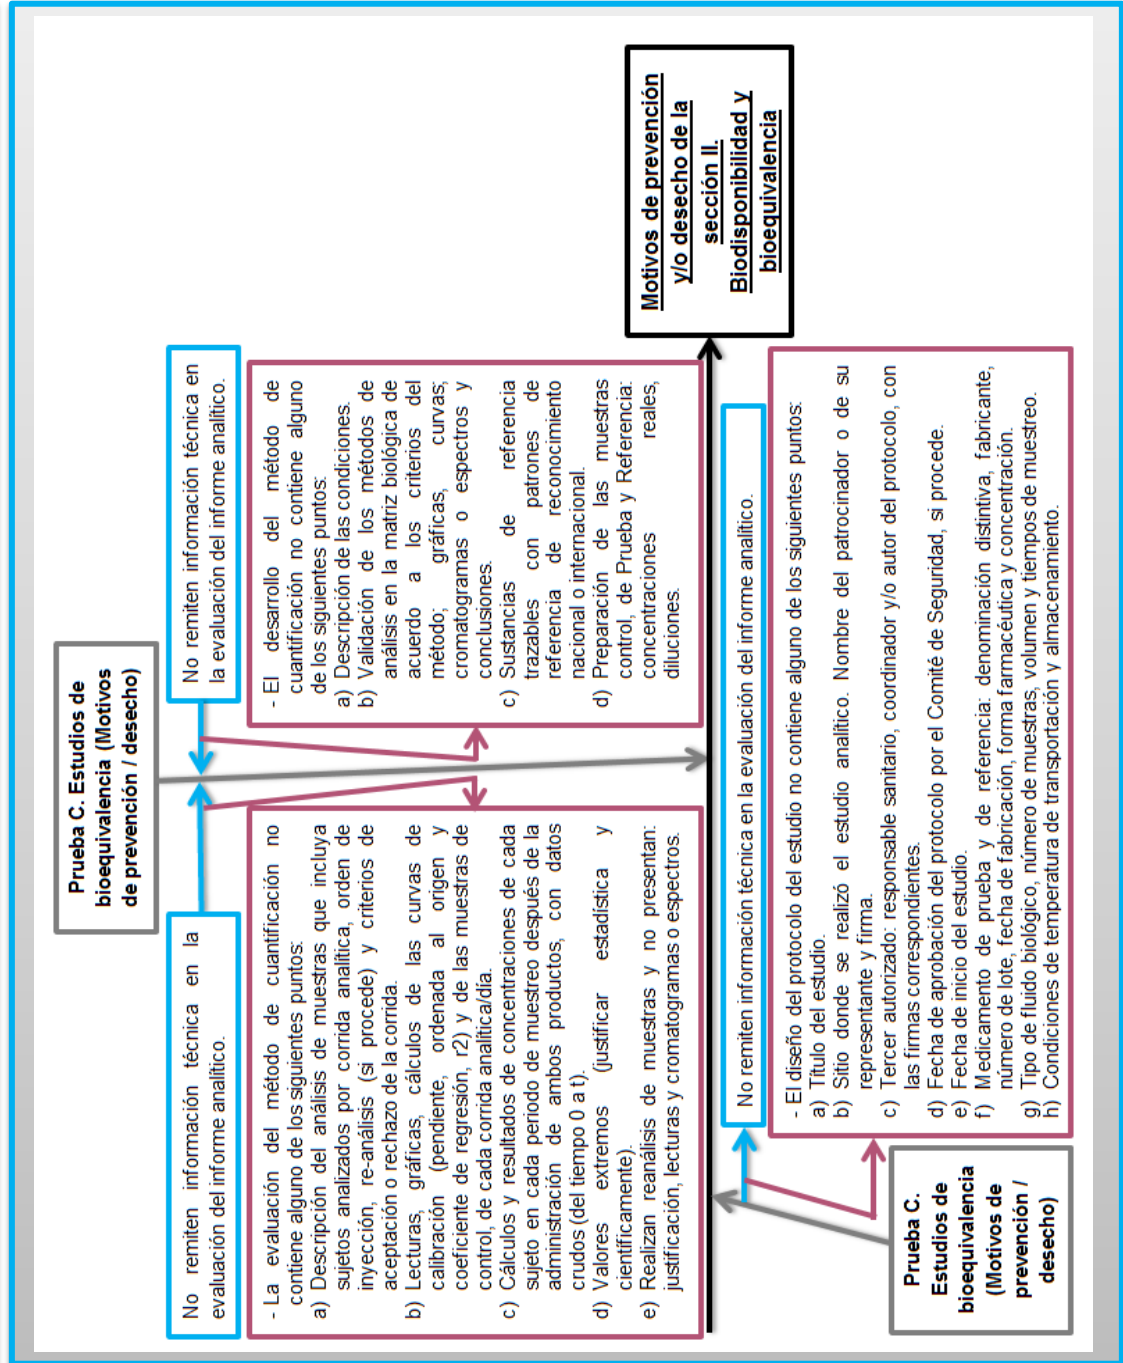 Prueba C. Estudios de
bioequivalencia (Motivos
de prevención / desecho)
No remiten información técnica en la
evaluación del informe analítico.
- La evaluación del método de cuantificación no
contiene alguno de los siguientes puntos:
a) Descripción del análisis de muestras que incluya
sujetos analizados por corrida analítica, orden de
inyección, re-análisis (si procede) y criterios de
aceptación o rechazo de la corrida.
b) Lecturas, gráficas, cálculos de las curvas de
calibración (pendiente, ordenada al origen y
coeficiente de regresión, r2) y de las muestras de
control, de cada corrida analítica/día.
c) Cálculos y resultados de concentraciones de cada
sujeto en cada periodo de muestreo después de la
administración de ambos productos, con datos
crudos (del tiempo 0 a t).
d) Valores extremos (justificar estadística y
científicamente).
e) Realizan reanálisis de muestras y no presentan:
justificación, lecturas y cromatogramas o espectros.
No remiten información técnica en
la evaluación del informe analítico.
- El desarrollo del método de
cuantificación no contiene alguno
de los siguientes puntos:
a) Descripción de las condiciones.
b) Validación de los métodos de
análisis en la matriz biológica de
acuerdo a los criterios del
método; gráficas, curvas;
cromatogramas o espectros y
conclusiones.
c) Sustancias de referencia
trazables con patrones de
referencia de reconocimiento
nacional o internacional.
d) Preparación de las muestras
control, de Prueba y Referencia:
concentraciones reales,
diluciones.
Motivos de prevención
y/o desecho de la
sección II.
Biodisponibilidad y
bioequivalencia
Prueba C.
Estudios de
bioequivalencia
(Motivos de
prevención /
desecho)
No remiten información técnica en la evaluación del informe analítico.
- El diseño del protocolo del estudio no contiene alguno de los siguientes puntos:
a) Título del estudio.
b) Sitio donde se realizó el estudio analítico. Nombre del patrocinador o de su
representante y firma.
c) Tercer autorizado: responsable sanitario, coordinador y/o autor del protocolo, con
las firmas correspondientes.
d) Fecha de aprobación del protocolo por el Comité de Seguridad, si procede.
e) Fecha de inicio del estudio.
f) Medicamento de prueba y de referencia: denominación distintiva, fabricante,
número de lote, fecha de fabricación, forma farmacéutica y concentración.
g) Tipo de fluido biológico, número de muestras, volumen y tiempos de muestreo.
h) Condiciones de temperatura de transportación y almacenamiento.